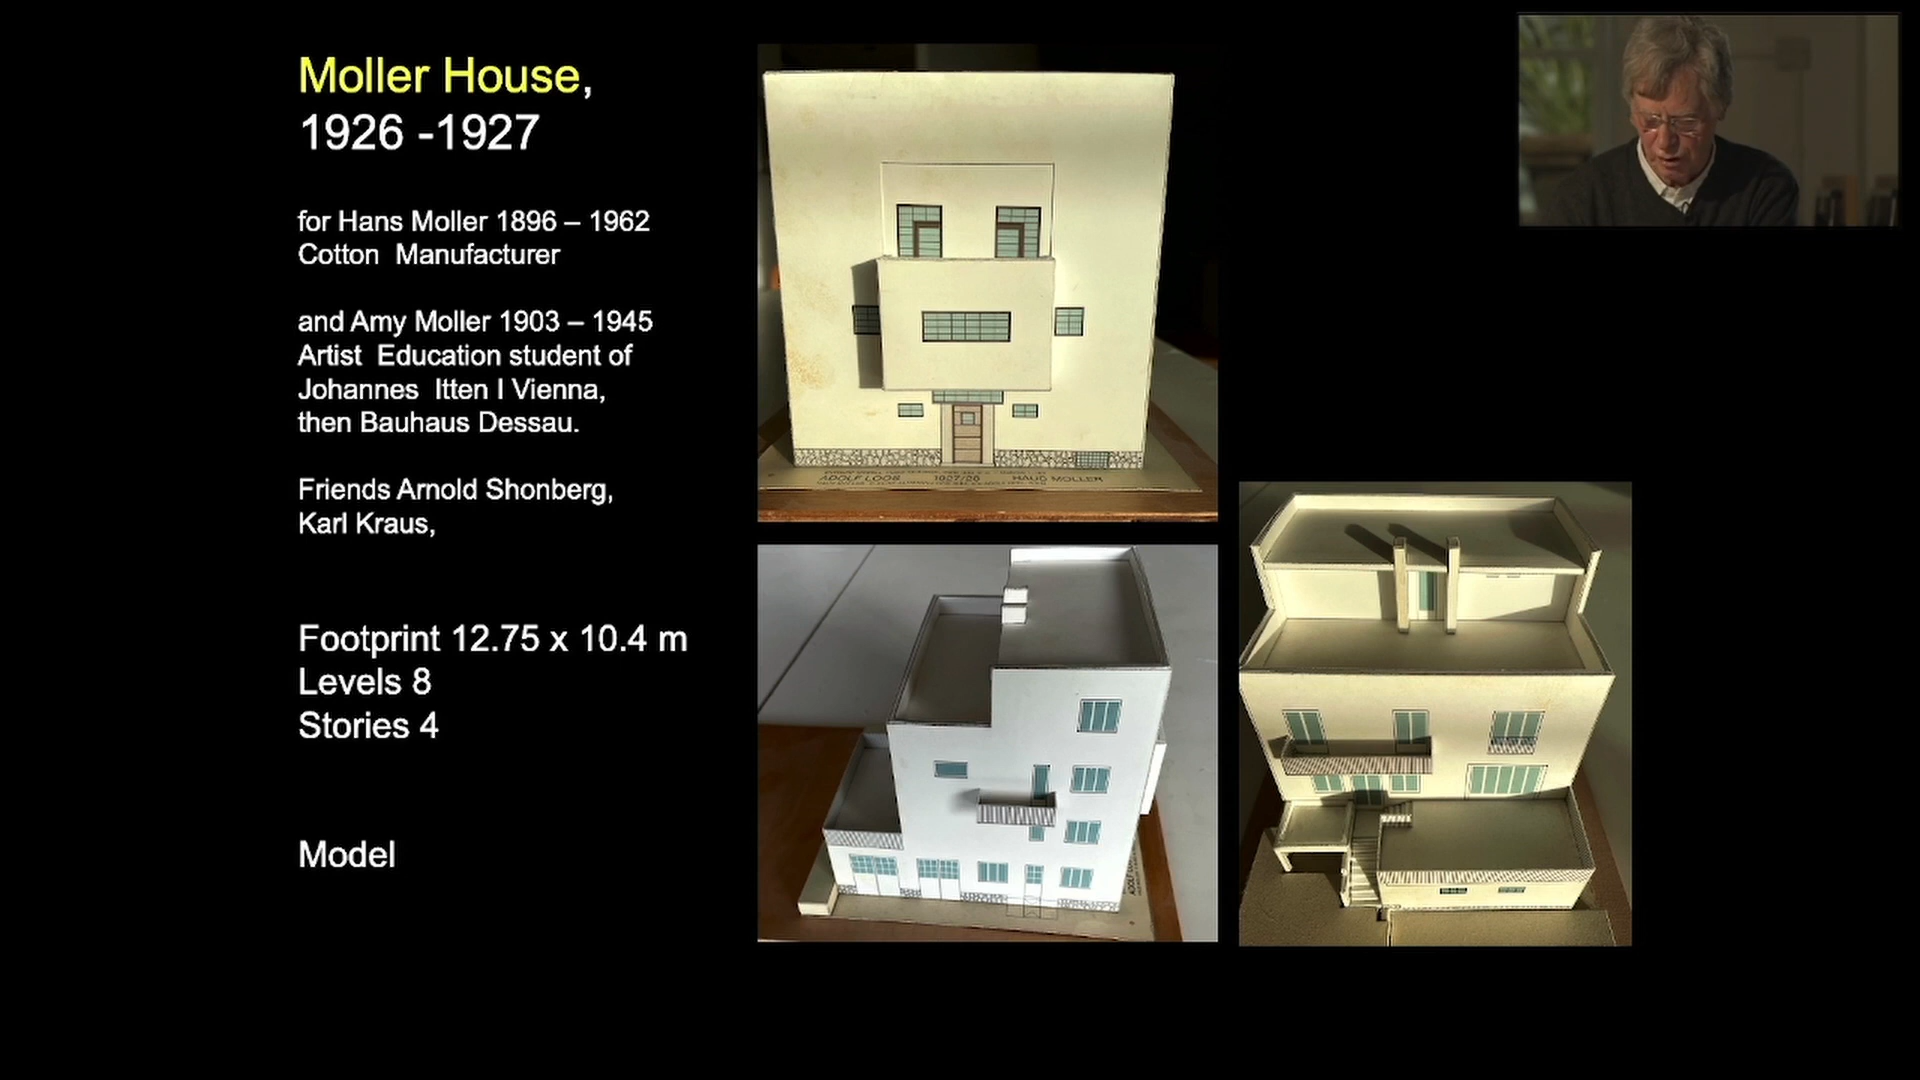 Moller House,
1926 -1927
for Hans Moller 1896 – 1962
Cotton  Manufacturer
and Amy Moller 1903 – 1945
Artist  Education student of
Johannes  Itten I Vienna,
then Bauhaus Dessau.
Friends Arnold Shonberg,
Karl Kraus,
Footprint 12.75 x 10.4 m
Levels 8
Stories 4
Model
ADOLF LOOS 1927/28 HAUS MOLLER